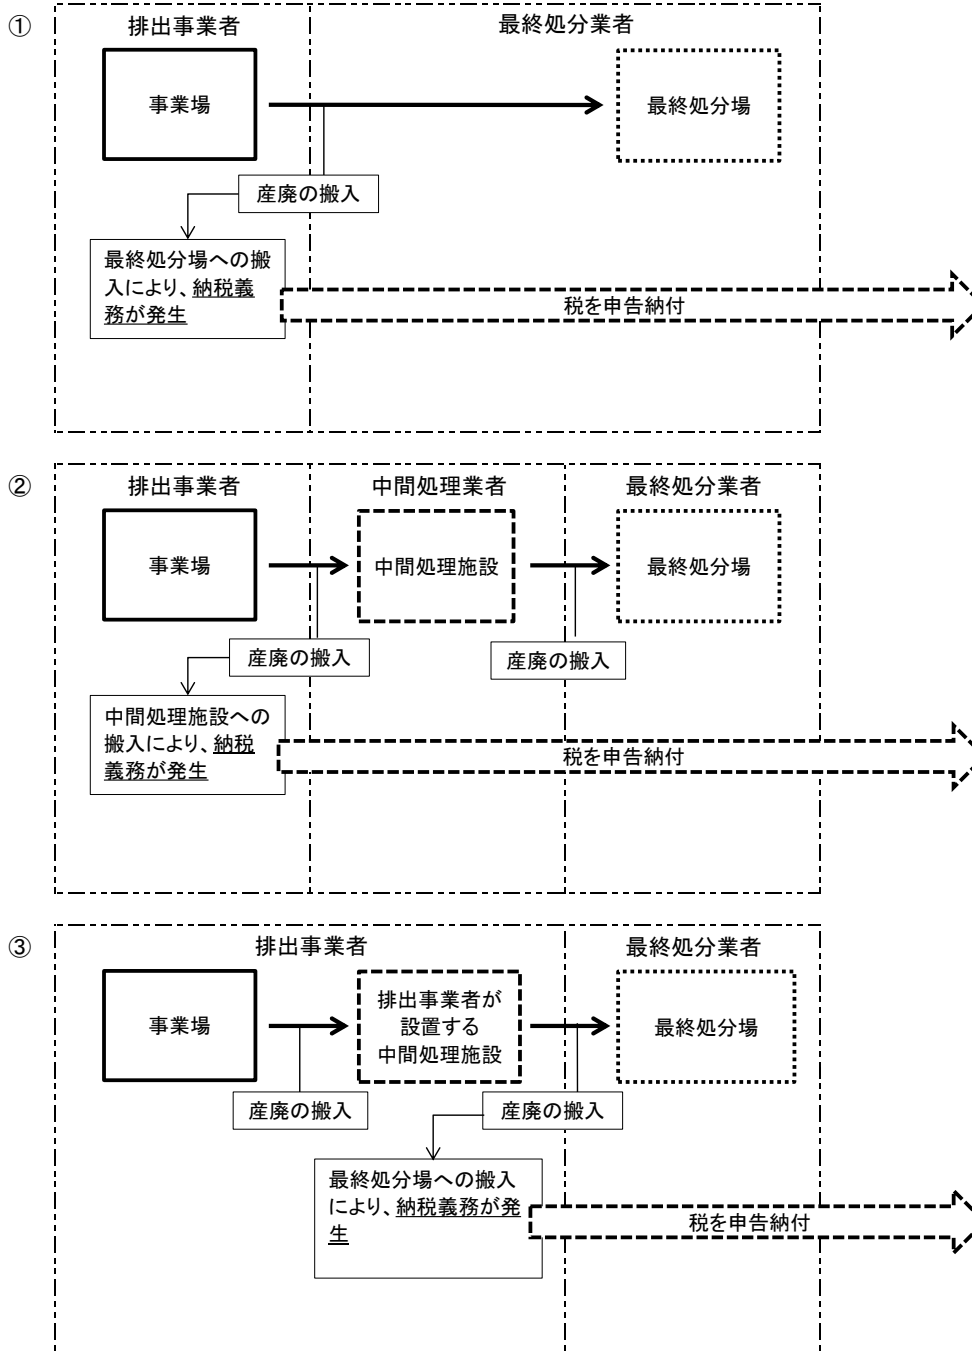 ①
排出事業者
最終処分業者
事業場
最終処分場
産廃の搬入
最終処分場への搬
入により、納税義
務が発生
税を申告納付
②
排出事業者
中間処理業者
最終処分業者
事業場
中間処理施設
最終処分場
産廃の搬入
産廃の搬入
中間処理施設への
搬入により、納税
義務が発生
税を申告納付
③
排出事業者
最終処分業者
事業場
排出事業者が
設置する
中間処理施設
最終処分場
産廃の搬入
産廃の搬入
最終処分場への搬入
により、納税義務が発
生
税を申告納付